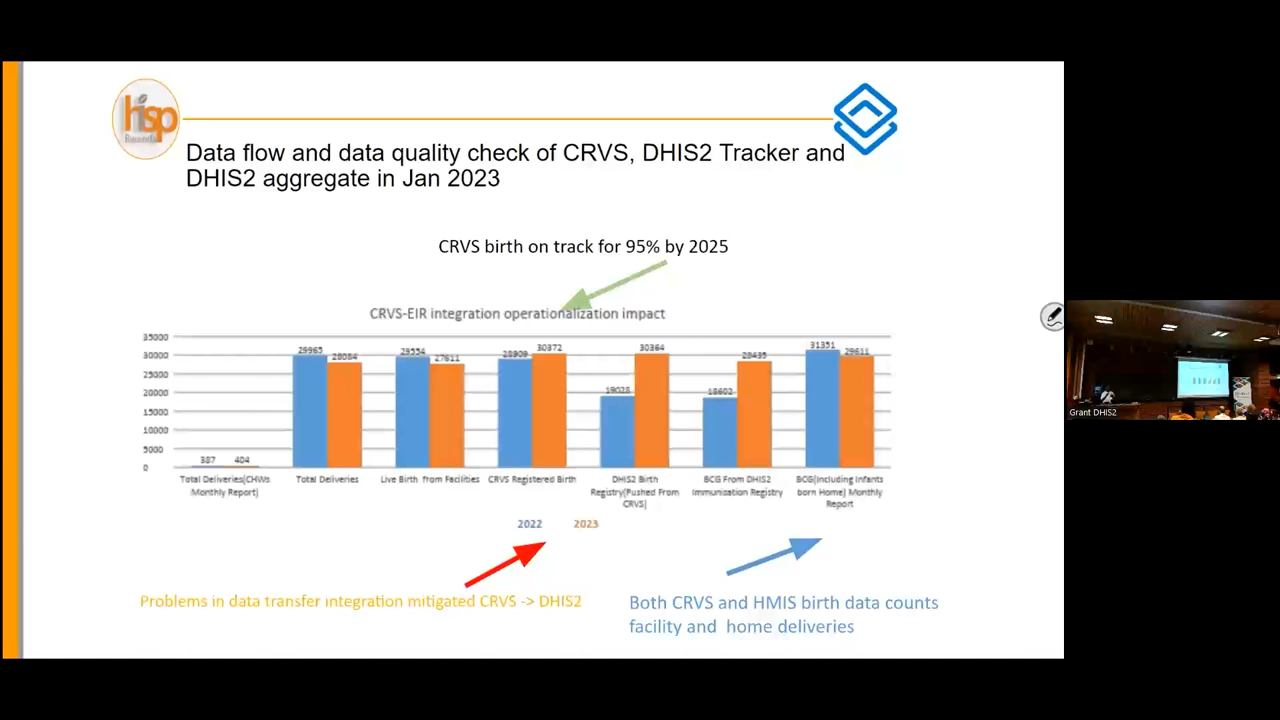 hisp
Rwanda
Data flow and data quality check of CRVS, DHIS2 Tracker and
DHIS2 aggregate in Jan 2023
CRVS birth on track for 95% by 2025
CRVS-EIR integration operationalization impact
35000
30000
25000
20000
15000
10000
5000
0
387
404
29965
28084
29554
27611
28909
30372
19028
30364
18602
28435
31351
29611
Total Deliveries(CHWs
Monthly Report)
Total Deliveries
Live Birth from Facilities
CRVS Registered Birth
DHIS2 Birth
Registry(Pushed From
CRVS)
BCG From DHIS2
Immunization Registry
BCG(Including Infants
born Home) Monthly
Report
2022
2023
Problems in data transfer integration mitigated CRVS -> DHIS2
Both CRVS and HMIS birth data counts
facility and home deliveries
Grant DHIS2